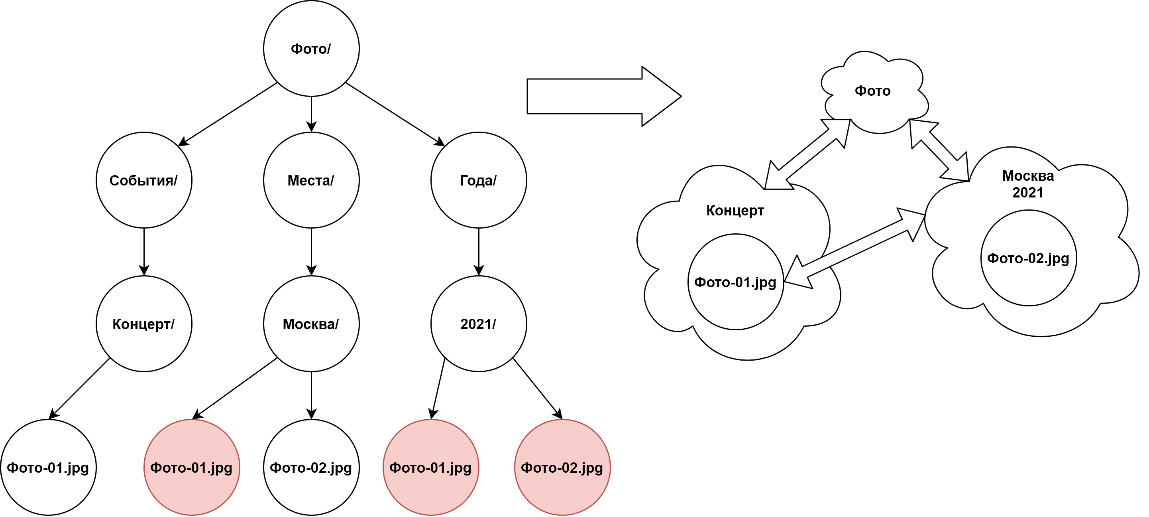 Фото/
События/
Места/
Года/
Концерт/
Москва/
2021/
Фото-01.jpg
Фото-01.jpg
Фото-02.jpg
Фото-01.jpg
Фото-02.jpg
Фото
Концерт
Фото-01.jpg
Москва
2021
Фото-02.jpg